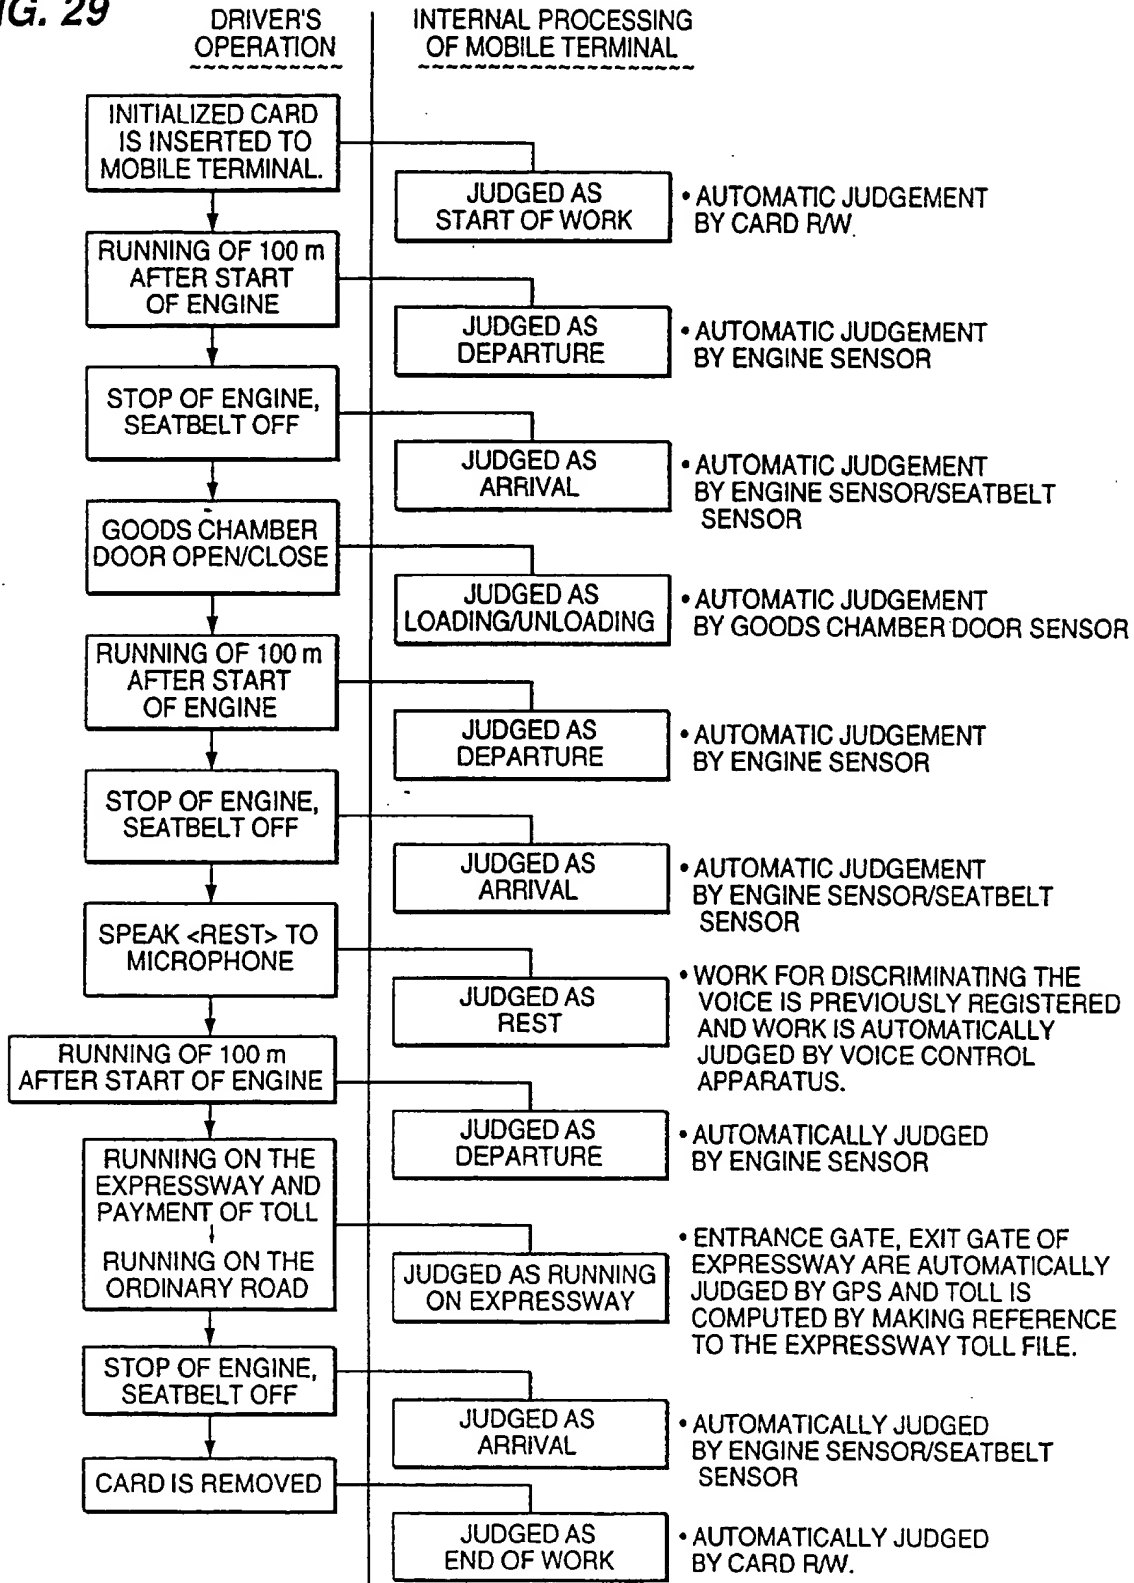 IG. 29
DRIVER'S
OPERATION
INTERNAL PROCESSING
OF MOBILE TERMINAL
INITIALIZED CARD
IS INSERTED TO
MOBILE TERMINAL.
JUDGED AS
START OF WORK
• AUTOMATIC JUDGEMENT
BY CARD R/W.
RUNNING OF 100 m
AFTER START
OF ENGINE
JUDGED AS
DEPARTURE
• AUTOMATIC JUDGEMENT
BY ENGINE SENSOR
STOP OF ENGINE,
SEATBELT OFF
JUDGED AS
ARRIVAL
• AUTOMATIC JUDGEMENT
BY ENGINE SENSOR/SEATBELT
SENSOR
GOODS CHAMBER
DOOR OPEN/CLOSE
JUDGED AS
LOADING/UNLOADING
• AUTOMATIC JUDGEMENT
BY GOODS CHAMBER DOOR SENSOR
RUNNING OF 100 m
AFTER START
OF ENGINE
JUDGED AS
DEPARTURE
• AUTOMATIC JUDGEMENT
BY ENGINE SENSOR
STOP OF ENGINE,
SEATBELT OFF
JUDGED AS
ARRIVAL
• AUTOMATIC JUDGEMENT
BY ENGINE SENSOR/SEATBELT
SENSOR
SPEAK <REST> TO
MICROPHONE
JUDGED AS
REST
• WORK FOR DISCRIMINATING THE
VOICE IS PREVIOUSLY REGISTERED
AND WORK IS AUTOMATICALLY
JUDGED BY VOICE CONTROL
APPARATUS.
RUNNING OF 100 m
AFTER START OF ENGINE
JUDGED AS
DEPARTURE
• AUTOMATICALLY JUDGED
BY ENGINE SENSOR
RUNNING ON THE
EXPRESSWAY AND
PAYMENT OF TOLL
RUNNING ON THE
ORDINARY ROAD
JUDGED AS RUNNING
ON EXPRESSWAY
• ENTRANCE GATE, EXIT GATE OF
EXPRESSWAY ARE AUTOMATICALLY
JUDGED BY GPS AND TOLL IS
COMPUTED BY MAKING REFERENCE
TO THE EXPRESSWAY TOLL FILE.
STOP OF ENGINE,
SEATBELT OFF
JUDGED AS
ARRIVAL
• AUTOMATICALLY JUDGED
BY ENGINE SENSOR/SEATBELT
SENSOR
CARD IS REMOVED
JUDGED AS
END OF WORK
• AUTOMATICALLY JUDGED
BY CARD R/W.